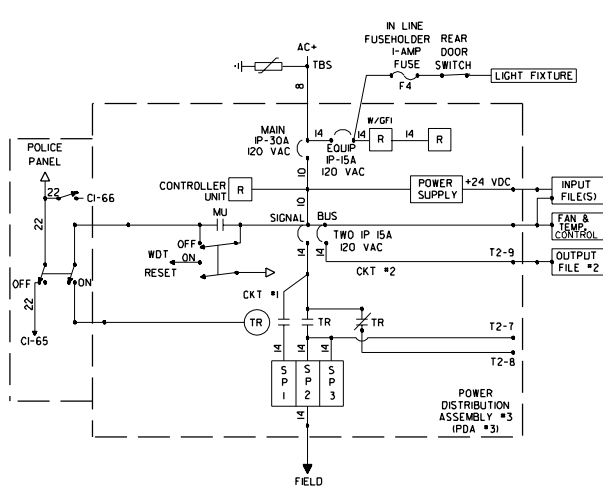 IN LINE
FUSEHOLDER
1-AMP
FUSE
F4
REAR
DOOR
SWITCH
LIGHT FIXTURE
AC+
TBS
8
POLICE
PANEL
22
C1-66
22
OFF
ON
22
C1-65
MAIN
1P-30A
120 VAC
14
EQUIP
1P-15A
120 VAC
14
W/GFI
R
14
R
10
CONTROLLER
UNIT
R
POWER
SUPPLY
+24 VDC
INPUT
FILE(S)
10
MU
SIGNAL
BUS
FAN &
TEMP.
CONTROL
OFF
WDT
ON
RESET
TWO 1P 15A
120 VAC
14
14
T2-9
OUTPUT
FILE #2
CKT #2
CKT #1
TR
TR
TR
T2-7
T2-8
14
14
14
SP1
SP2
SP3
14
POWER
DISTRIBUTION
ASSEMBLY #3
(PDA #3)
FIELD